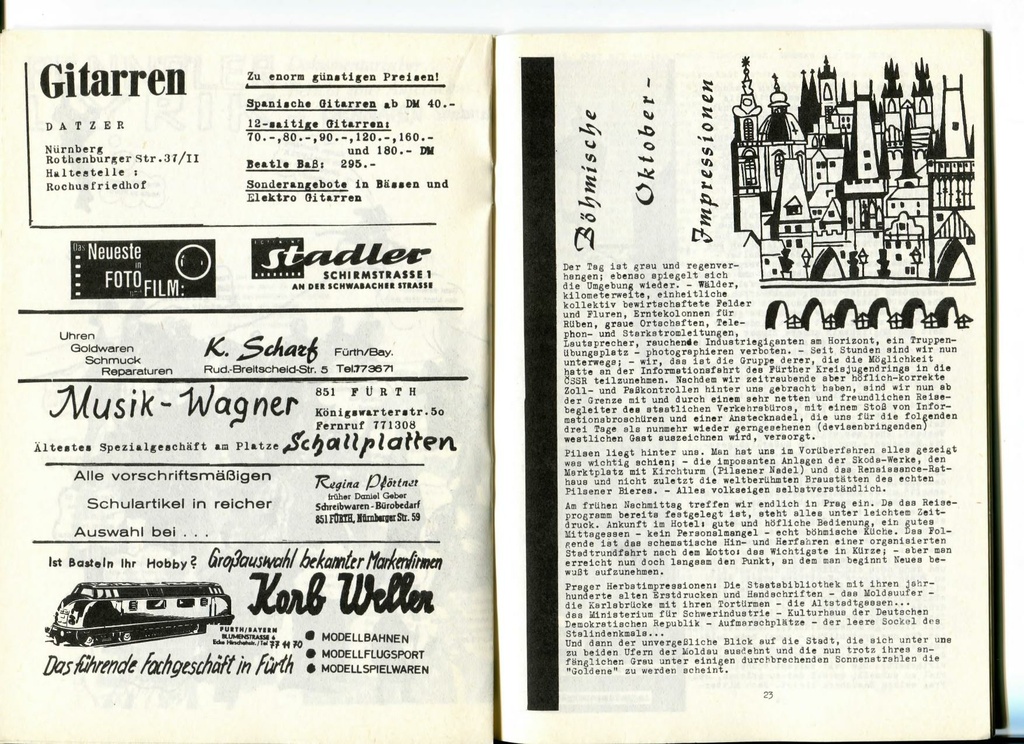 Gitarren
DATZER
Nürnberg
Rothenburger Str.37/II
Haltestelle :
Rochusfriedhof
Zu enorm günstigen Preisen!
Spanische Gitarren ab DM 40.-
12-saitige Gitarren:
70.-,80.-,90.-,120.-,160.-
und 180.- DM
Beatle Baß: 295.-
Sonderangebote in Bässen und
Elektro Gitarren
Das
Neueste
in
FOTO
FILM:
stadler
SCHIRMSTRASSE 1
AN DER SCHWABACHER STRASSE
Uhren
Goldwaren
Schmuck
Reparaturen
K. Scharf Fürth/Bay.
Rud.-Breitscheid-Str. 5 Tel.773671
Musik-Wagner
851 FÜRTH
Königswarterstr.50
Fernruf 771308
Ältestes Spezialgeschäft am Platze Schallplatten
Alle vorschriftsmäßigen
Schulartikel in reicher
Auswahl bei . . .
Regina Pförtner
früher Daniel Geber
Schreibwaren - Bürobedarf
851 FÜRTH, Nürnberger Str. 59
Ist Basteln Ihr Hobby? Großauswahl bekannter Markenfirmen
Korb Weller
FÜRTH/BAYERN
BLUMENSTRASSE 6
Ecke Hirschenstr./Tel 77 11 70
MODELLBAHNEN
MODELLFLUGSPORT
MODELLSPIELWAREN
Das führende Fachgeschäft in Fürth
Böhmische
Oktober-
Impressionen
Der Tag ist grau und regenver-
hangen; ebenso spiegelt sich
die Umgebung wieder. - Wälder,
kilometerweite, einheitliche
kollektiv bewirtschaftete Felder
und Fluren, Erntekolonnen für
Rüben, graue Ortschaften, Tele-
phon- und Starkstromleitungen,
Lautsprecher, rauchende Industriegiganten am Horizont, ein Truppen-
übungsplatz - photographieren verboten. - Seit Stunden sind wir nun
unterwegs; - wir, das ist die Gruppe derer, die die Möglichkeit
hatte an der Informationsfahrt des Fürther Kreisjugendrings in die
ČSSR teilzunehmen. Nachdem wir zeitraubende aber höflich-korrekte
Zoll- und Paßkontrollen hinter uns gebracht haben, sind wir nun ab
der Grenze mit und durch einem sehr netten und freundlichen Reise-
begleiter des staatlichen Verkehrsbüros, mit einem Stoß von Infor-
mationsbroschüren und einer Anstecknadel, die uns für die folgenden
drei Tage als nunmehr wieder gerngesehenen (devisenbringenden)
westlichen Gast auszeichnen wird, versorgt.
Pilsen liegt hinter uns. Man hat uns im Vorüberfahren alles gezeigt
was wichtig schien; - die imposanten Anlagen der Skoda-Werke, den
Marktplatz mit Kirchturm (Pilsener Nadel) und das Renaissance-Rat-
haus und nicht zuletzt die weltberühmten Braustätten des echten
Pilsener Bieres. - Alles volkseigen selbstverständlich.
Am frühen Nachmittag treffen wir endlich in Prag ein. Da das Reise-
programm bereits festgelegt ist, steht alles unter leichtem Zeit-
druck. Ankunft im Hotel: gute und höfliche Bedienung, ein gutes
Mittagessen - kein Personalmangel - echt böhmische Küche. Das Fol-
gende ist das schematische Hin- und Herfahren einer organisierten
Stadtrundfahrt nach dem Motto: das Wichtigste in Kürze; - aber man
erreicht nun doch langsam den Punkt, an dem man beginnt Neues be-
wußt aufzunehmen.
Prager Herbstimpressionen: Die Staatsbibliothek mit ihren jahr-
hunderte alten Erstdrucken und Handschriften - das Moldauufer -
die Karlsbrücke mit ihren Tortürmen - die Altstadtgassen...
das Ministerium für Schwerindustrie - Kulturhaus der Deutschen
Demokratischen Republik - Aufmarschplätze - der leere Sockel des
Stalindenkmals...
Und dann der unvergeßliche Blick auf die Stadt, die sich unter uns
zu beiden Ufern der Moldau ausdehnt und die nun trotz ihres an-
fänglichen Grau unter einigen durchbrechenden Sonnenstrahlen die
"Goldene" zu werden scheint.
23